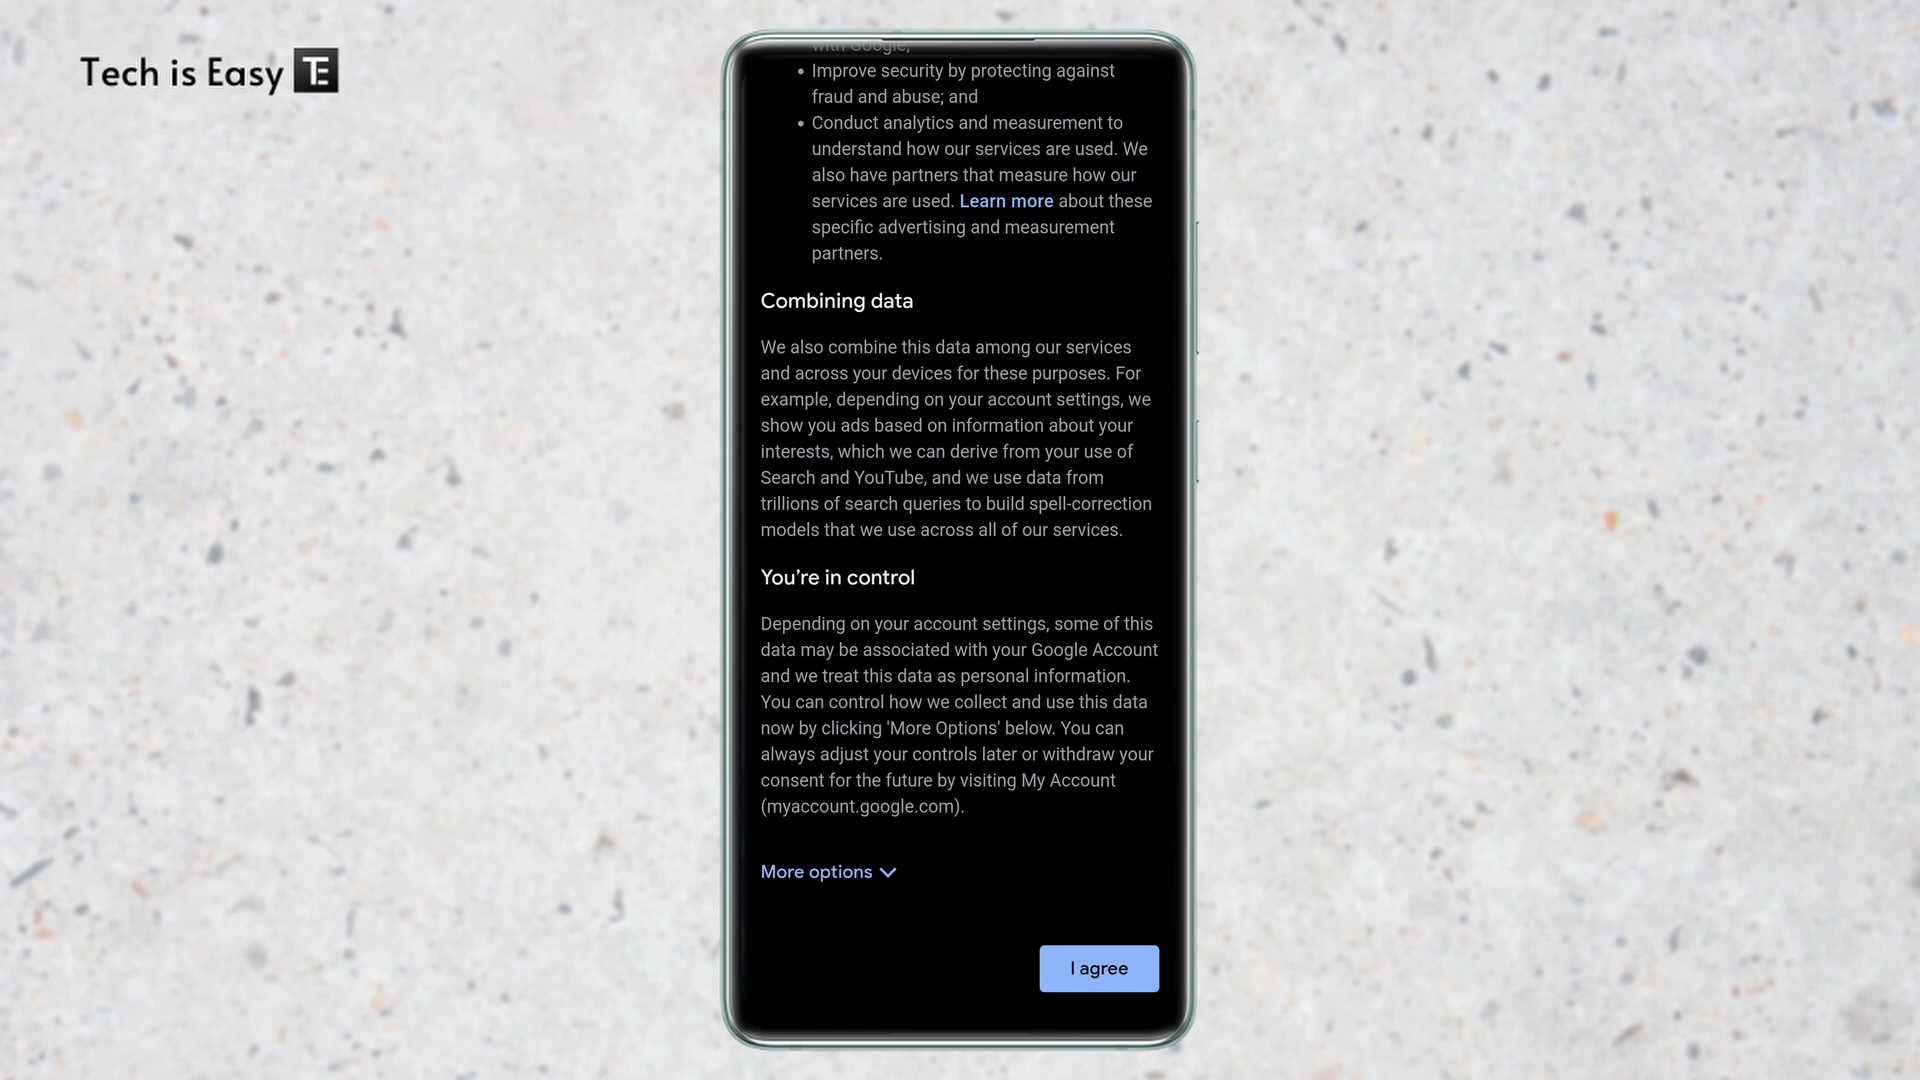 Tech is Easy TE
with Google;
• Improve security by protecting against
fraud and abuse; and
• Conduct analytics and measurement to
understand how our services are used. We
also have partners that measure how our
services are used. Learn more about these
specific advertising and measurement
partners.
Combining data
We also combine this data among our services
and across your devices for these purposes. For
example, depending on your account settings, we
show you ads based on information about your
interests, which we can derive from your use of
Search and YouTube, and we use data from
trillions of search queries to build spell-correction
models that we use across all of our services.
You’re in control
Depending on your account settings, some of this
data may be associated with your Google Account
and we treat this data as personal information.
You can control how we collect and use this data
now by clicking 'More Options' below. You can
always adjust your controls later or withdraw your
consent for the future by visiting My Account
(myaccount.google.com).
More options
I agree